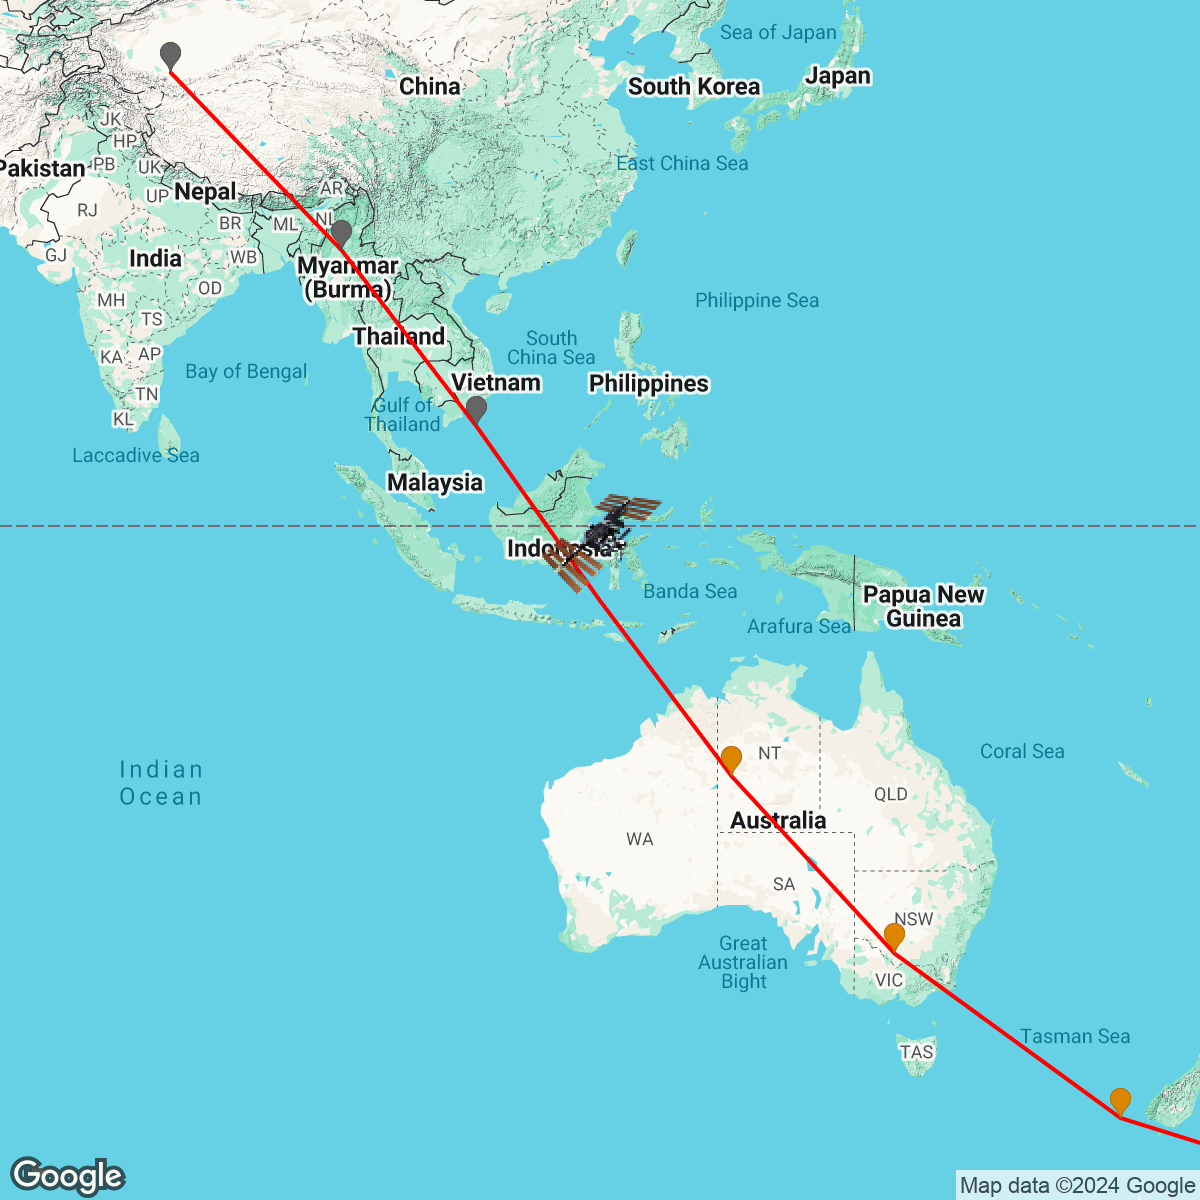 Sea of Japan
Japan
South Korea
China
JK
HP
East China Sea
Pakistan
PB
UK
Nepal
AR
UP
RJ
NL
BR
ML
GJ
India
WB
Myanmar
(Burma)
OD
MH
Philippine Sea
TS
South
China Sea
Thailand
KA
AP
Bay of Bengal
Vietnam
Philippines
TN
Gulf of
Thailand
KL
Laccadive Sea
Malaysia
Indonesia
Banda Sea
Papua New
Guinea
Arafura Sea
NT
Coral Sea
Indian
Ocean
QLD
Australia
WA
SA
NSW
Great
Australian
Bight
VIC
Tasman Sea
TAS
Google
Map data ©2024 Google